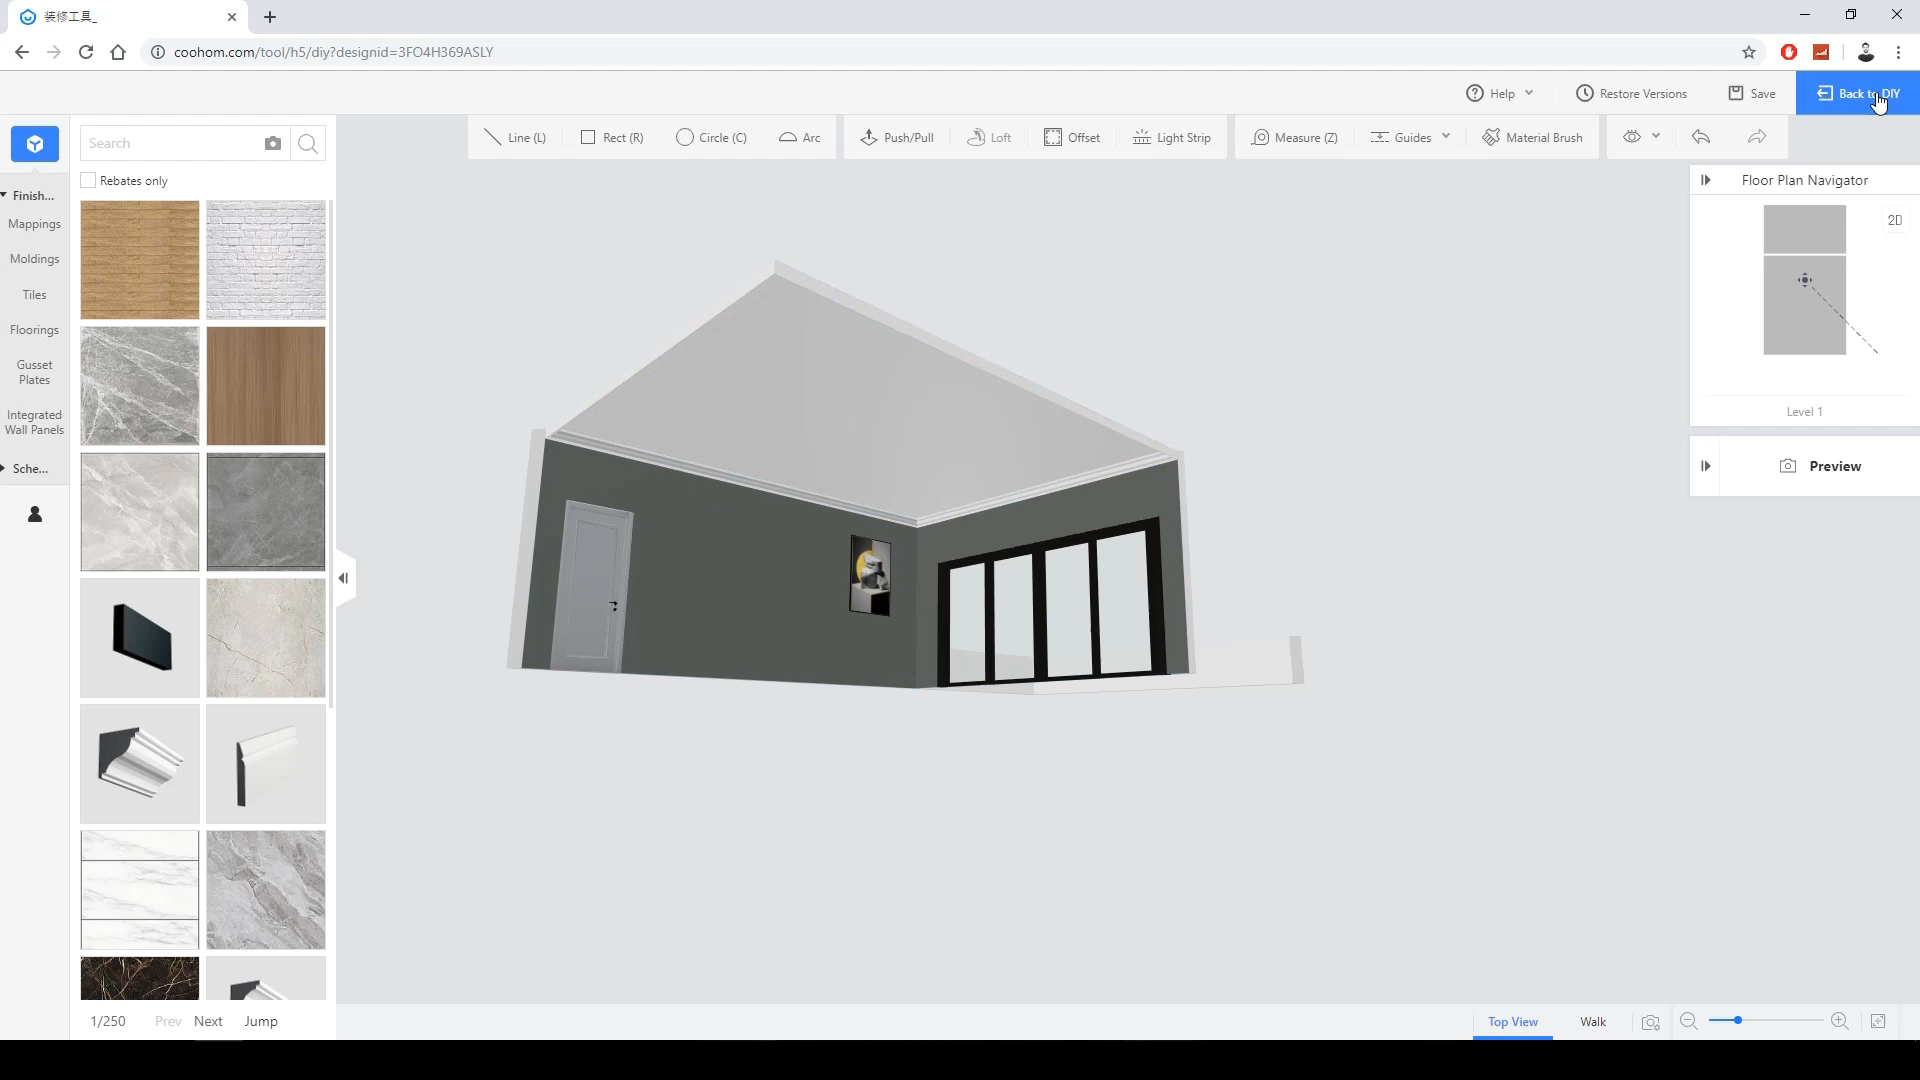 装修工具_
coohom.com/tool/h5/diy?designid=3FO4H369ASLY
Help
Restore Versions
Save
Back to DIY
Search
Line (L)
Rect (R)
Circle (C)
Arc
Push/Pull
Loft
Offset
Light Strip
Measure (Z)
Guides
Material Brush
Rebates only
Floor Plan Navigator
Finish...
Mappings
2D
Moldings
Tiles
Floorings
Gusset
Plates
Integrated
Wall Panels
Level 1
Sche...
Preview
1/250
Prev
Next
Jump
Top View
Walk